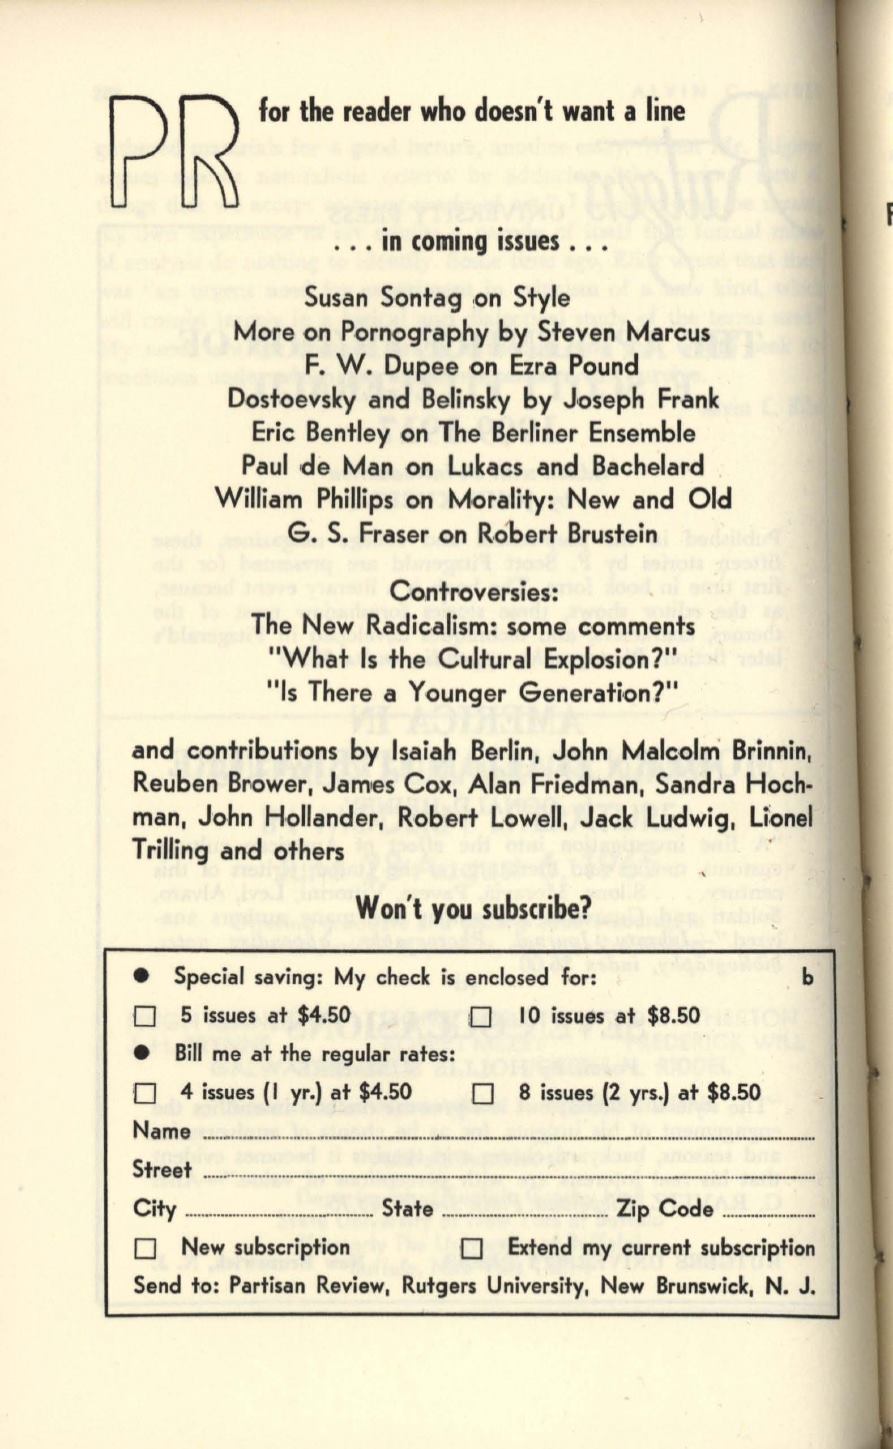 PR for the reader who doesn't want a line
. . . in coming issues . . .
Susan Sontag on Style
More on Pornography by Steven Marcus
F. W. Dupee on Ezra Pound
Dostoevsky and Belinsky by Joseph Frank
Eric Bentley on The Berliner Ensemble
Paul de Man on Lukacs and Bachelard
William Phillips on Morality: New and Old
G. S. Fraser on Robert Brustein
Controversies:
The New Radicalism: some comments
"What Is the Cultural Explosion?"
"Is There a Younger Generation?"
and contributions by Isaiah Berlin, John Malcolm Brinnin,
Reuben Brower, James Cox, Alan Friedman, Sandra Hoch-
man, John Hollander, Robert Lowell, Jack Ludwig, Lionel
Trilling and others
Won't you subscribe?
● Special saving: My check is enclosed for: b
□ 5 issues at $4.50 □ 10 issues at $8.50
● Bill me at the regular rates:
□ 4 issues (1 yr.) at $4.50 □ 8 issues (2 yrs.) at $8.50
Name
Street
City State Zip Code
□ New subscription □ Extend my current subscription
Send to: Partisan Review, Rutgers University, New Brunswick, N. J.